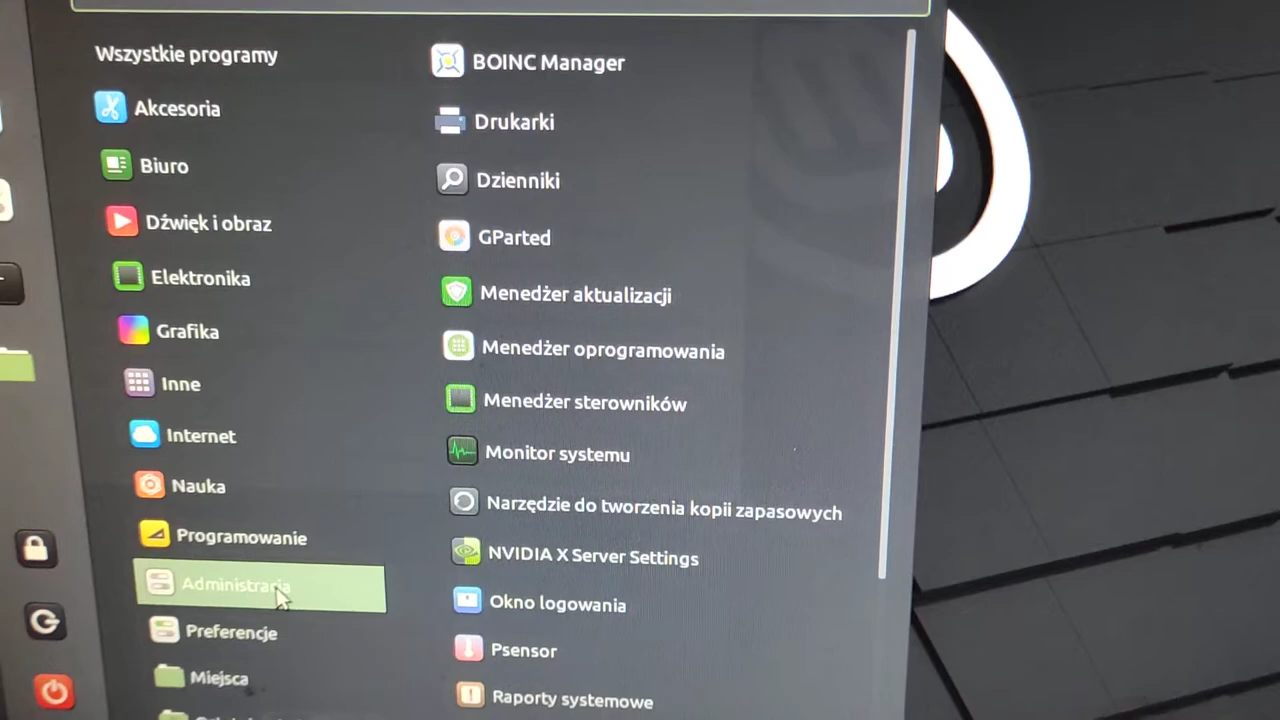 Wszystkie programy
Akcesoria
Biuro
Dźwięk i obraz
Elektronika
Grafika
Inne
Internet
Nauka
Programowanie
Administracja
Preferencje
Miejsca
BOINC Manager
Drukarki
Dzienniki
GParted
Menedżer aktualizacji
Menedżer oprogramowania
Menedżer sterowników
Monitor systemu
Narzędzie do tworzenia kopii zapasowych
NVIDIA X Server Settings
Okno logowania
Psensor
Raporty systemowe